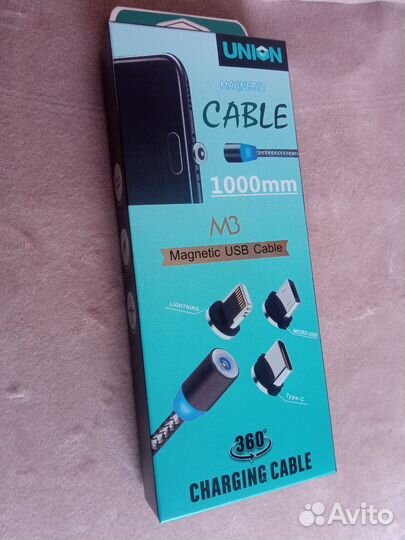 UNION
MAGNETIC
CABLE
1000mm
M3
Magnetic USB Cable
LIGHTNING
MICRO-USB
TYPE-C
360°
CHARGING CABLE
Avito